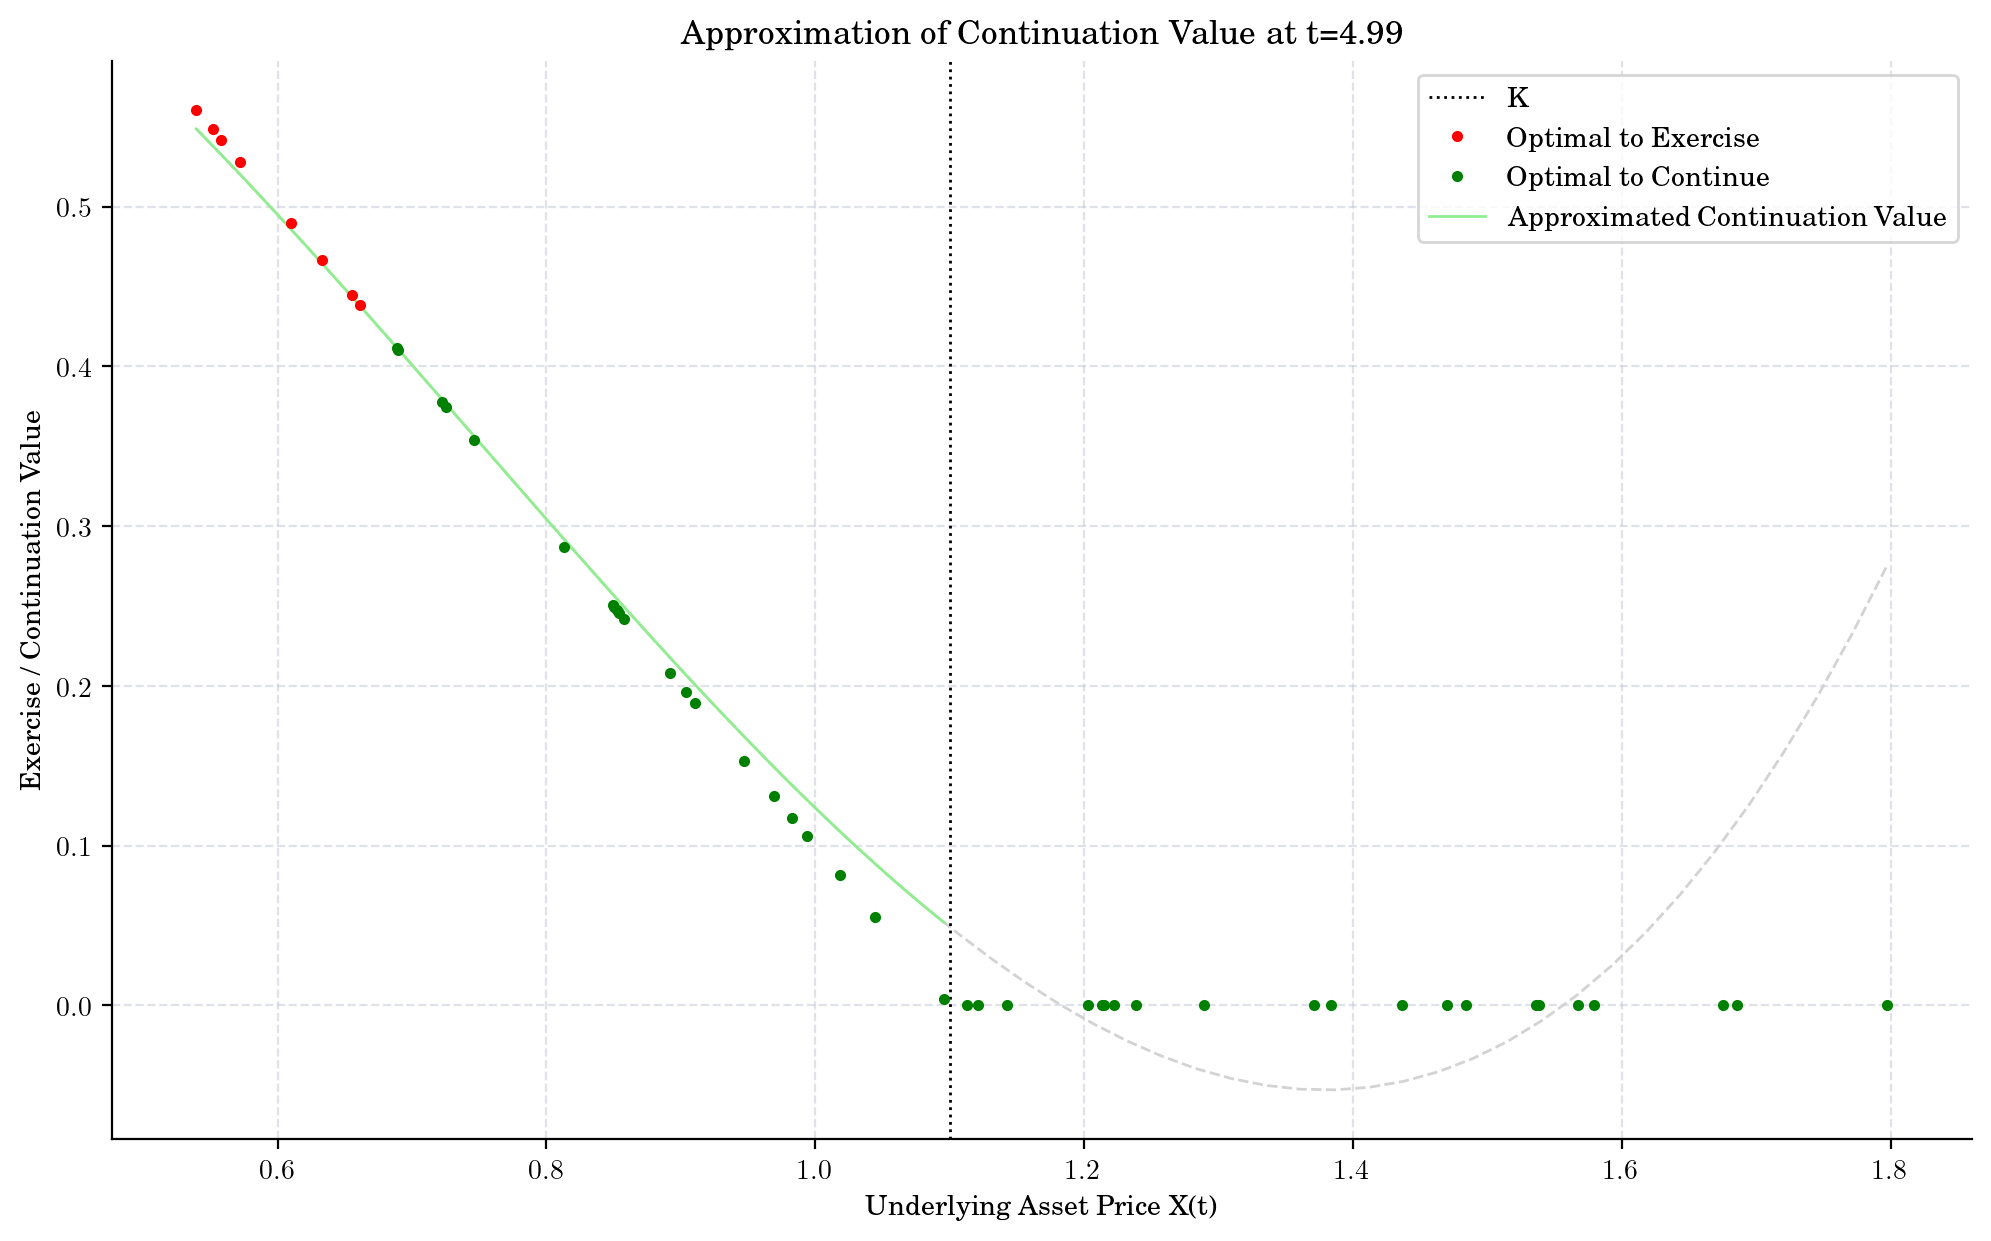 Approximation of Continuation Value at t=4.99
K
Optimal to Exercise
Optimal to Continue
Approximated Continuation Value
Exercise / Continuation Value
0.5
0.4
0.3
0.2
0.1
0.0
0.6
0.8
1.0
1.2
1.4
1.6
1.8
Underlying Asset Price X(t)